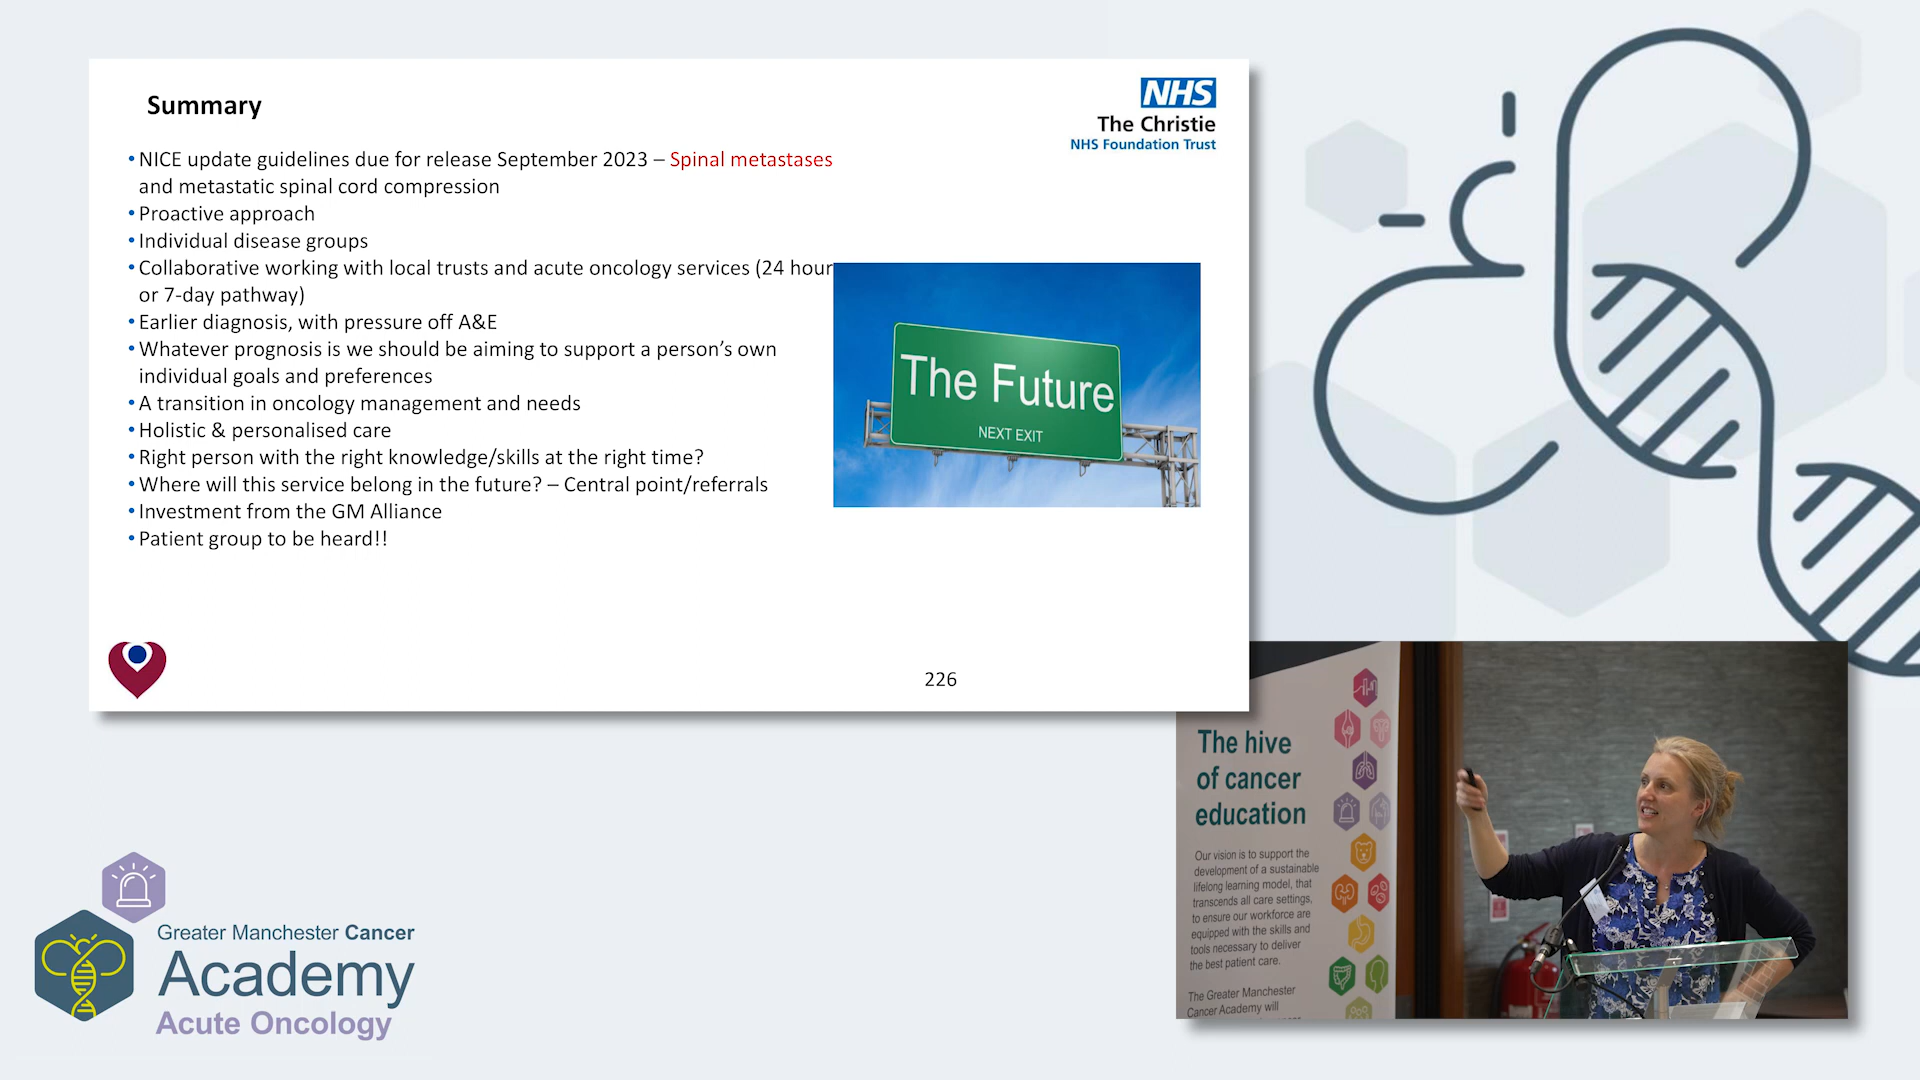 Summary
NHS
The Christie
NHS Foundation Trust
•NICE update guidelines due for release September 2023 – Spinal metastases
and metastatic spinal cord compression
•Proactive approach
•Individual disease groups
•Collaborative working with local trusts and acute oncology services (24 hour
or 7-day pathway)
•Earlier diagnosis, with pressure off A&E
•Whatever prognosis is we should be aiming to support a person’s own
individual goals and preferences
•A transition in oncology management and needs
•Holistic & personalised care
•Right person with the right knowledge/skills at the right time?
•Where will this service belong in the future? – Central point/referrals
•Investment from the GM Alliance
•Patient group to be heard!!
The Future
NEXT EXIT
226
The hive
of cancer
education
Our vision is to support the
development of a sustainable
lifelong learning model, that
transcends all care settings,
to ensure our workforce are
equipped with the skills and
tools necessary to deliver
the best patient care.
The Greater Manchester
Cancer Academy will
Greater Manchester Cancer
Academy
Acute Oncology